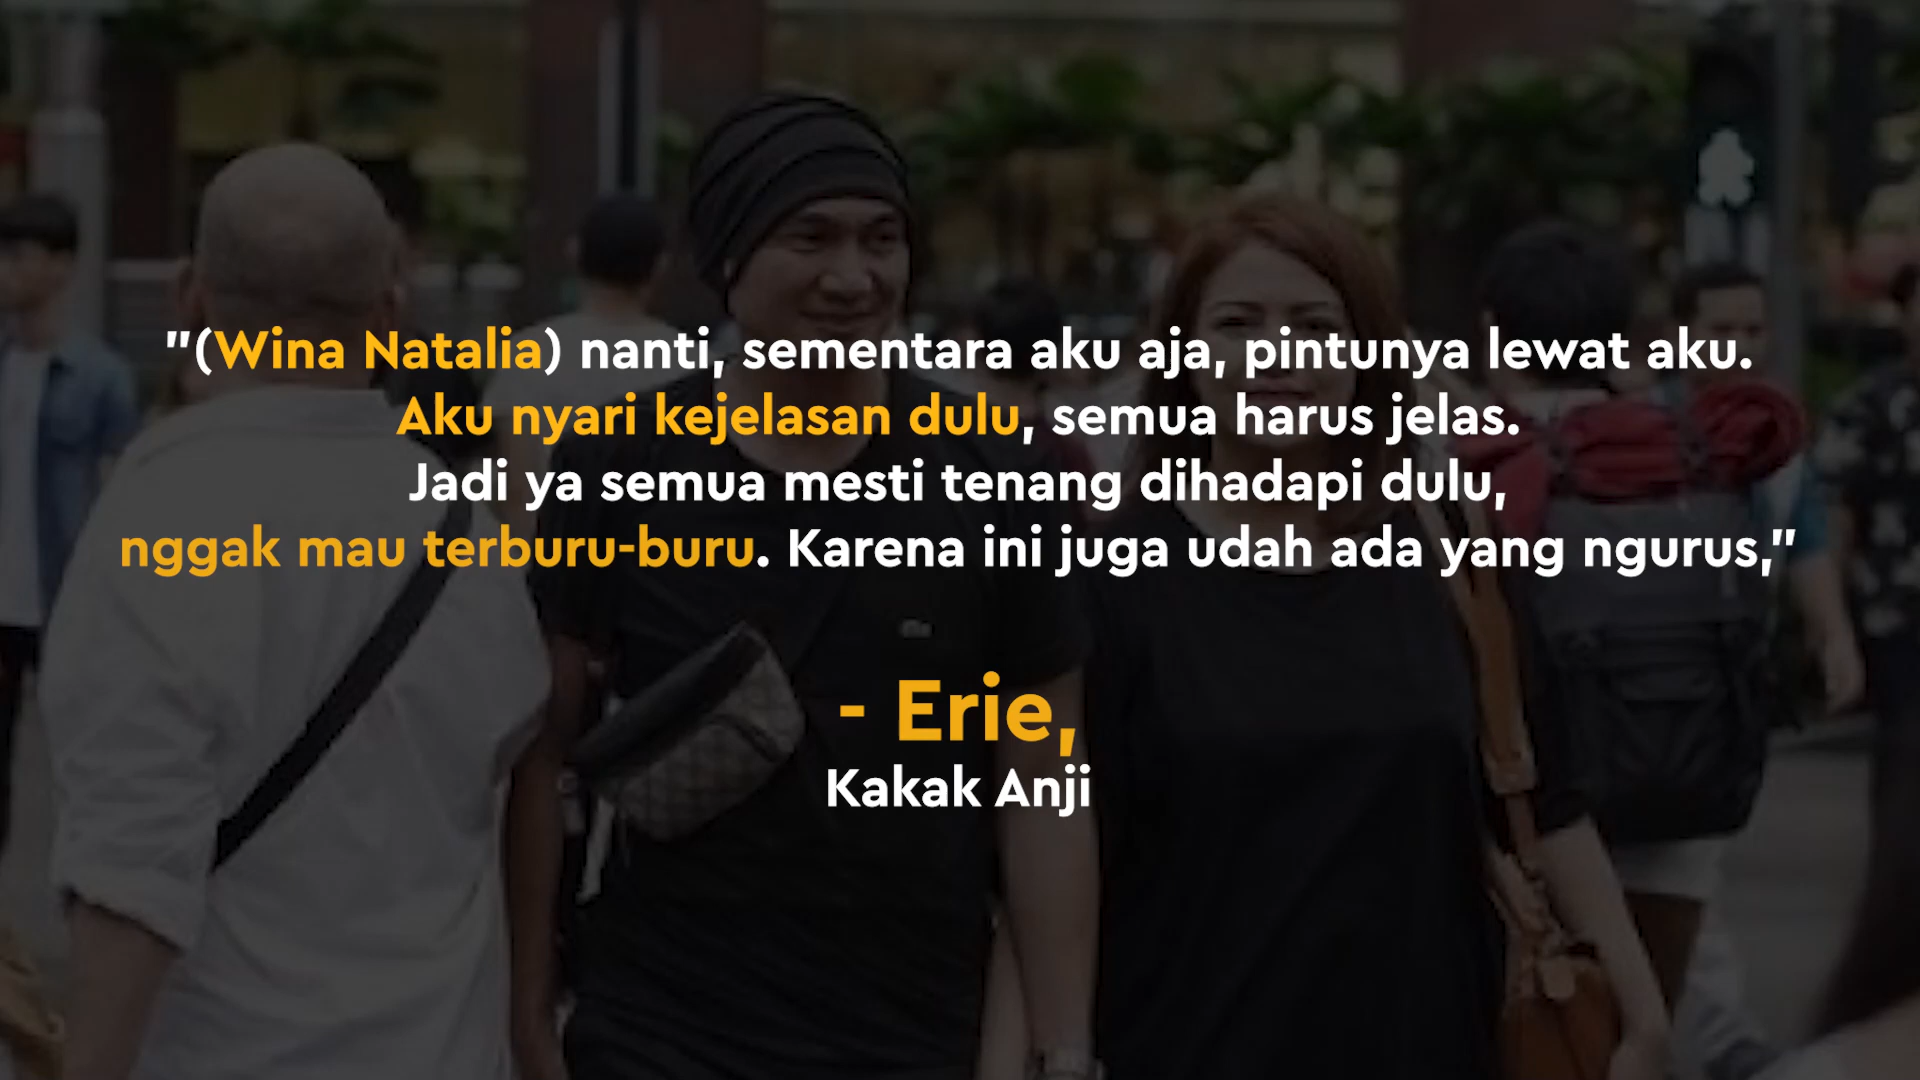 "(Wina Natalia) nanti, sementara aku aja, pintunya lewat aku.
Aku nyari kejelasan dulu, semua harus jelas.
Jadi ya semua mesti tenang dihadapi dulu,
nggak mau terburu-buru. Karena ini juga udah ada yang ngurus,"
- Erie,
Kakak Anji